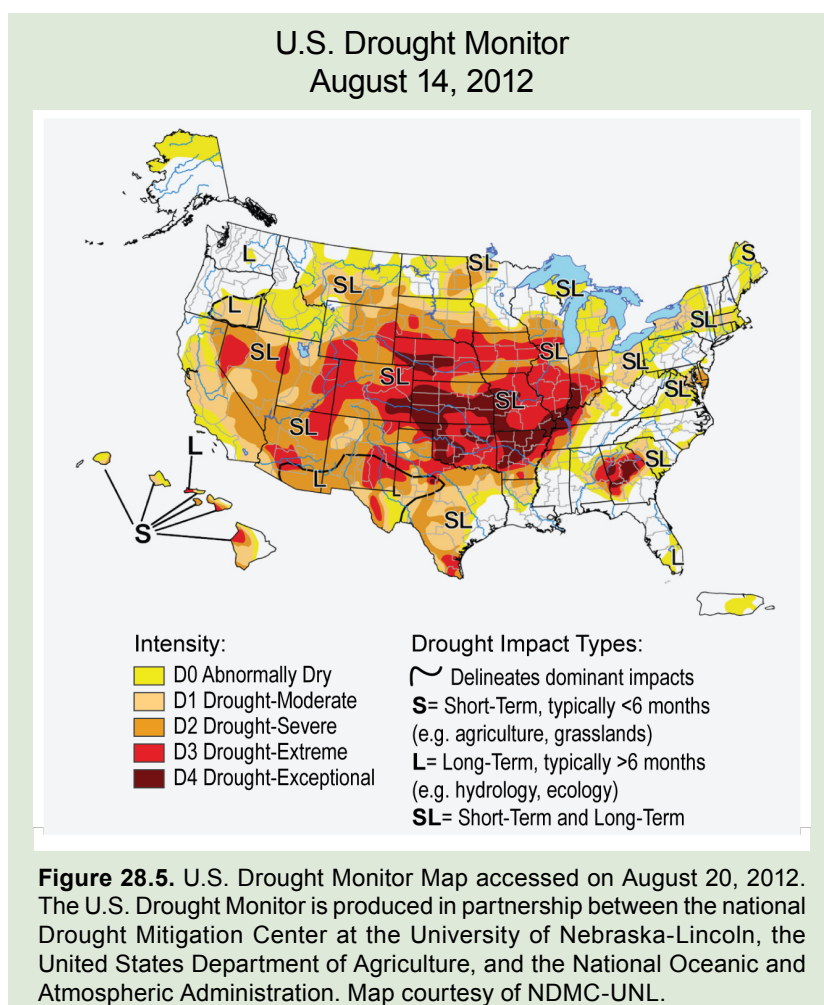 U.S. Drought Monitor
August 14, 2012
L
SL
SL
S
L
SL
SL
SL
SL
SL
SL
SL
SL
SL
L
L
L
SL
SL
S
L
Intensity:
D0 Abnormally Dry
D1 Drought-Moderate
D2 Drought-Severe
D3 Drought-Extreme
D4 Drought-Exceptional
Drought Impact Types:
Delineates dominant impacts
S= Short-Term, typically <6 months
(e.g. agriculture, grasslands)
L= Long-Term, typically >6 months
(e.g. hydrology, ecology)
SL= Short-Term and Long-Term
Figure 28.5. U.S. Drought Monitor Map accessed on August 20, 2012.
The U.S. Drought Monitor is produced in partnership between the national
Drought Mitigation Center at the University of Nebraska-Lincoln, the
United States Department of Agriculture, and the National Oceanic and
Atmospheric Administration. Map courtesy of NDMC-UNL.